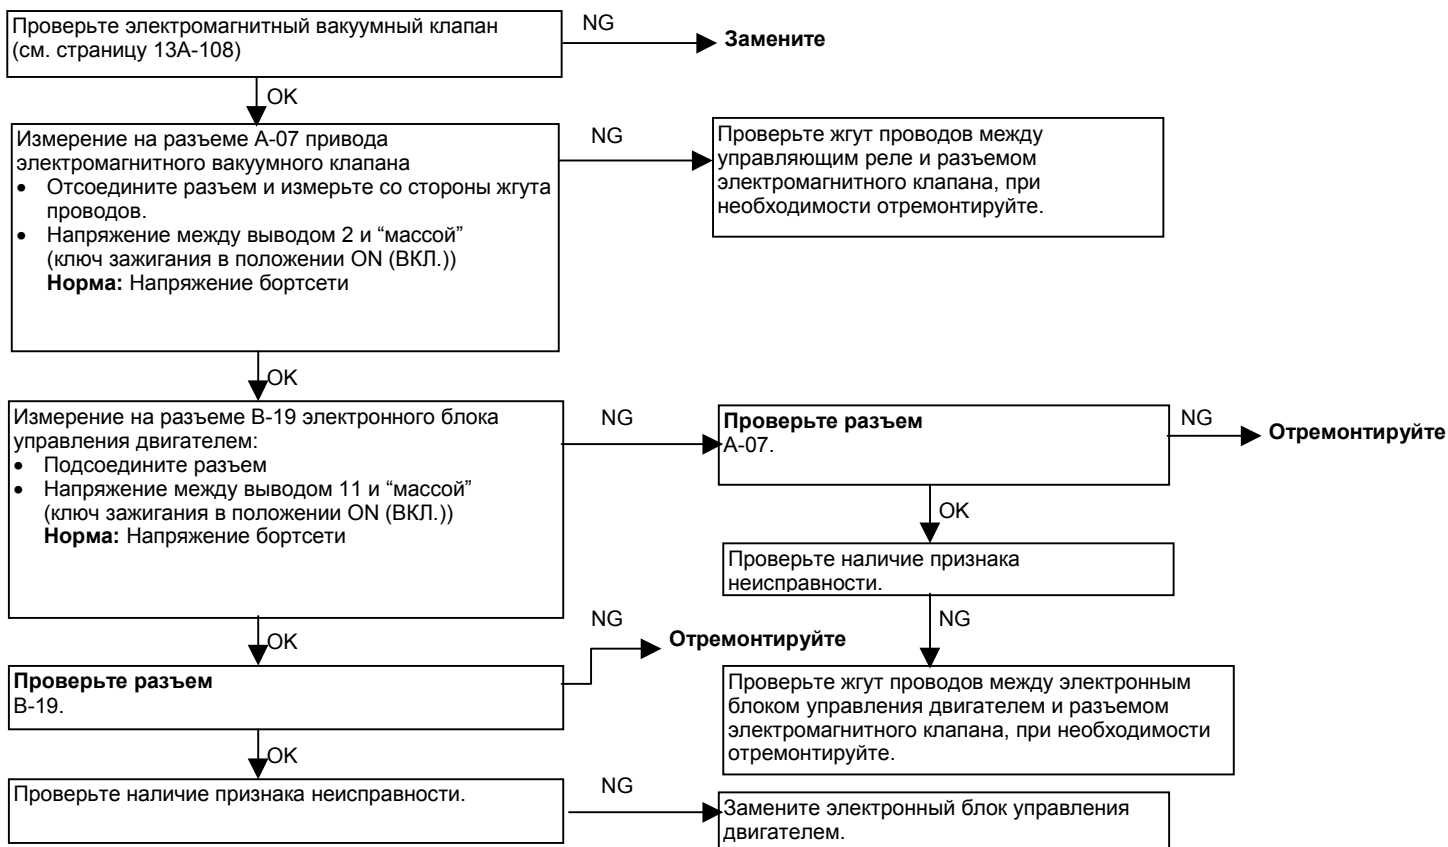 Проверьте электромагнитный вакуумный клапан
(см. страницу 13A-108)
NG
Замените
OK
Измерение на разъеме A-07 привода
электромагнитного вакуумного клапана
• Отсоедините разъем и измерьте со стороны жгута
проводов.
• Напряжение между выводом 2 и “массой”
(ключ зажигания в положении ON (ВКЛ.))
Норма: Напряжение бортсети
NG
Проверьте жгут проводов между
управляющим реле и разъемом
электромагнитного клапана, при
необходимости отремонтируйте.
OK
Измерение на разъеме B-19 электронного блока
управления двигателем:
• Подсоедините разъем
• Напряжение между выводом 11 и “массой”
(ключ зажигания в положении ON (ВКЛ.))
Норма: Напряжение бортсети
NG
Проверьте разъем
A-07.
NG
Отремонтируйте
OK
Проверьте наличие признака
неисправности.
NG
Проверьте жгут проводов между электронным
блоком управления двигателем и разъемом
электромагнитного клапана, при необходимости
отремонтируйте.
OK
Проверьте разъем
B-19.
NG
Отремонтируйте
OK
Проверьте наличие признака неисправности.
NG
Замените электронный блок управления
двигателем.